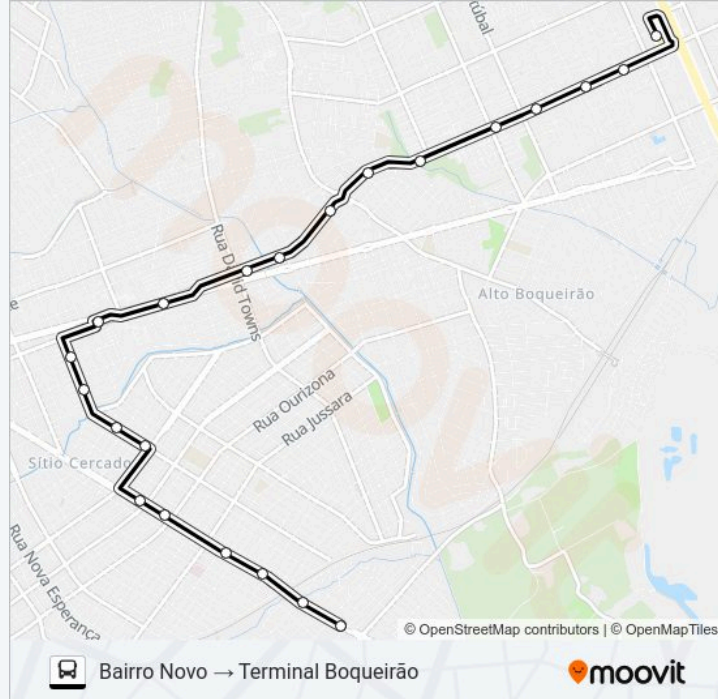 Rua David Towns
Alto Boqueirão
Rua Ourizona
Rua Jussara
Sítio Cercado
Rua Nova Esperança
© OpenStreetMap contributors | © OpenMapTiles
Bairro Novo → Terminal Boqueirão
moovit